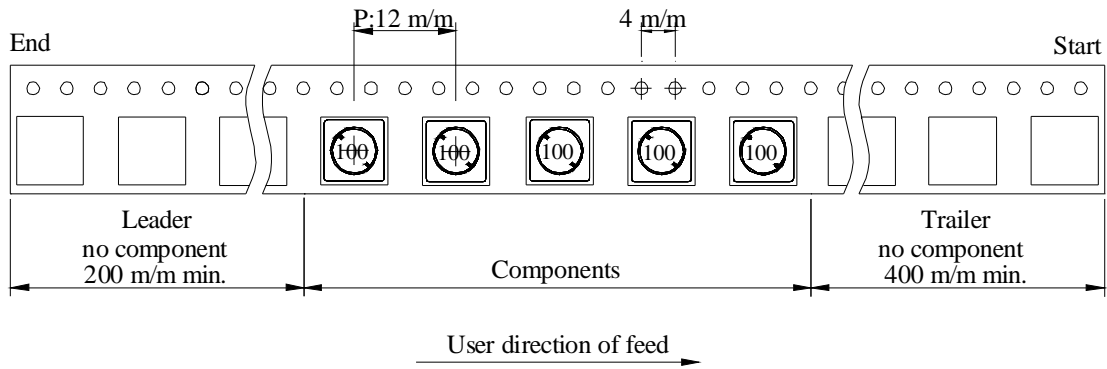 P:12 m/m
4 m/m
End
Start
100
100
100
100
100
Leader
no component
200 m/m min.
Components
Trailer
no component
400 m/m min.
User direction of feed